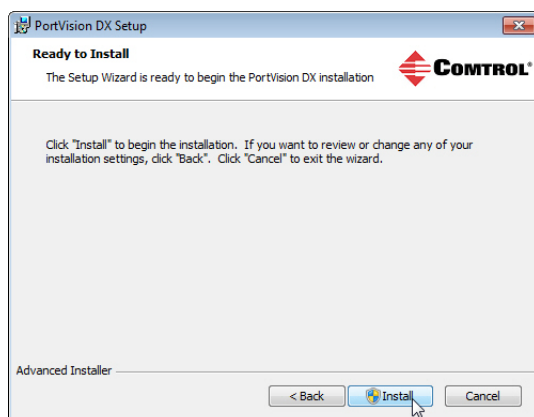 PortVision DX Setup
Ready to Install
The Setup Wizard is ready to begin the PortVision DX installation
COMTROL®
Click "Install" to begin the installation. If you want to review or change any of your
installation settings, click "Back". Click "Cancel" to exit the wizard.
Advanced Installer
< Back
Install
Cancel